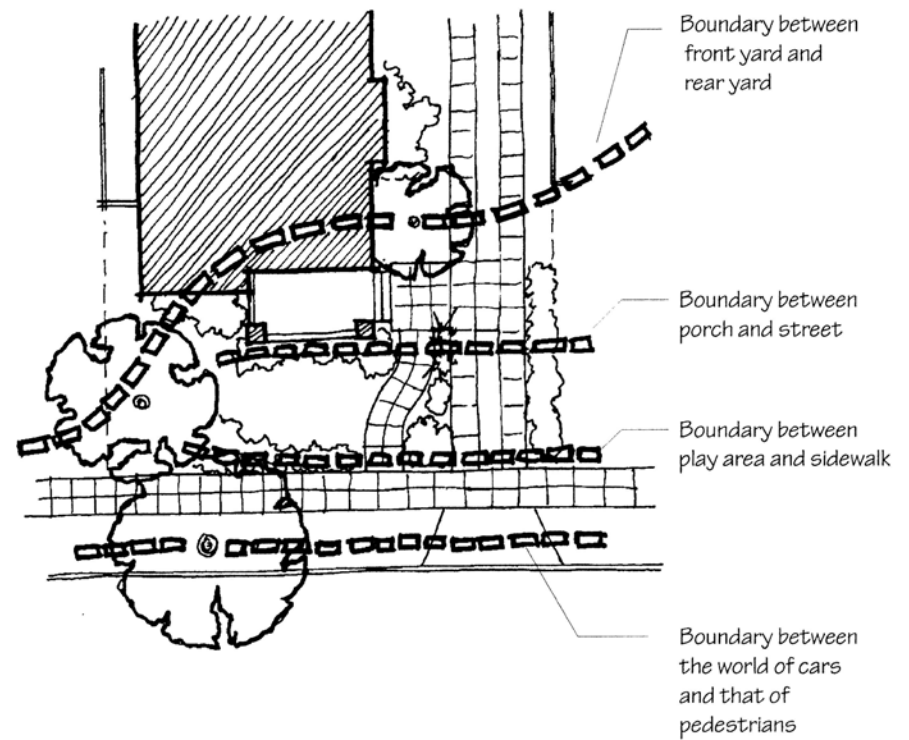 Boundary between
front yard and
rear yard
Boundary between
porch and street
Boundary between
play area and sidewalk
Boundary between
the world of cars
and that of
pedestrians